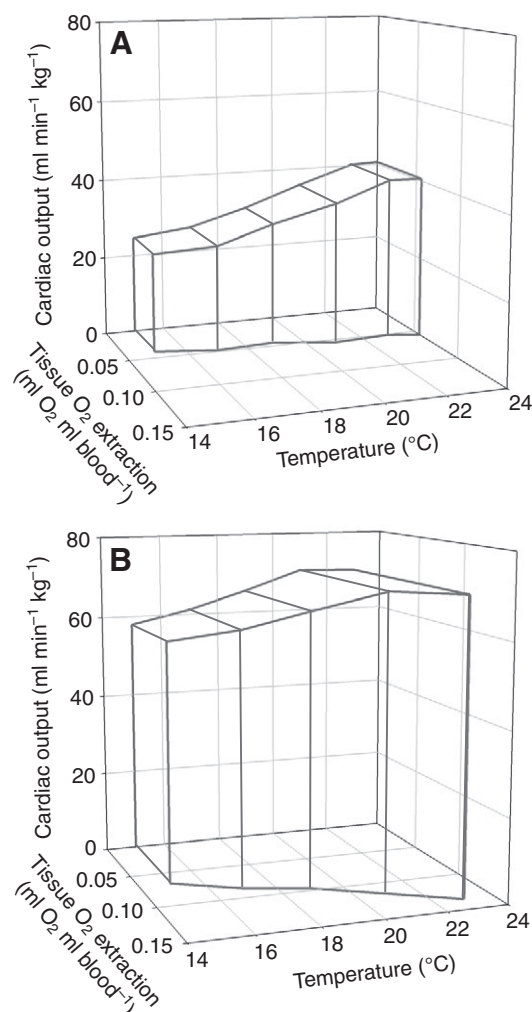 A
80
60
40
20
0
Cardiac output (ml min⁻¹ kg⁻¹)
0.05
0.10
0.15
Tissue O₂ extraction
(ml O₂ ml blood⁻¹)
14
16
18
20
22
24
Temperature (°C)
B
80
60
40
20
0
Cardiac output (ml min⁻¹ kg⁻¹)
0.05
0.10
0.15
Tissue O₂ extraction
(ml O₂ ml blood⁻¹)
14
16
18
20
22
24
Temperature (°C)